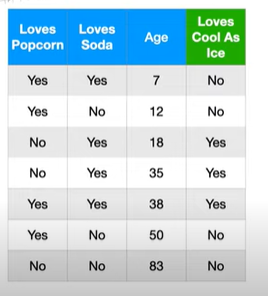 Loves Popcorn Loves Soda Age Loves Cool As Ice
Yes Yes 7 No
Yes No 12 No
No Yes 18 Yes
No Yes 35 Yes
Yes Yes 38 Yes
Yes No 50 No
No No 83 No